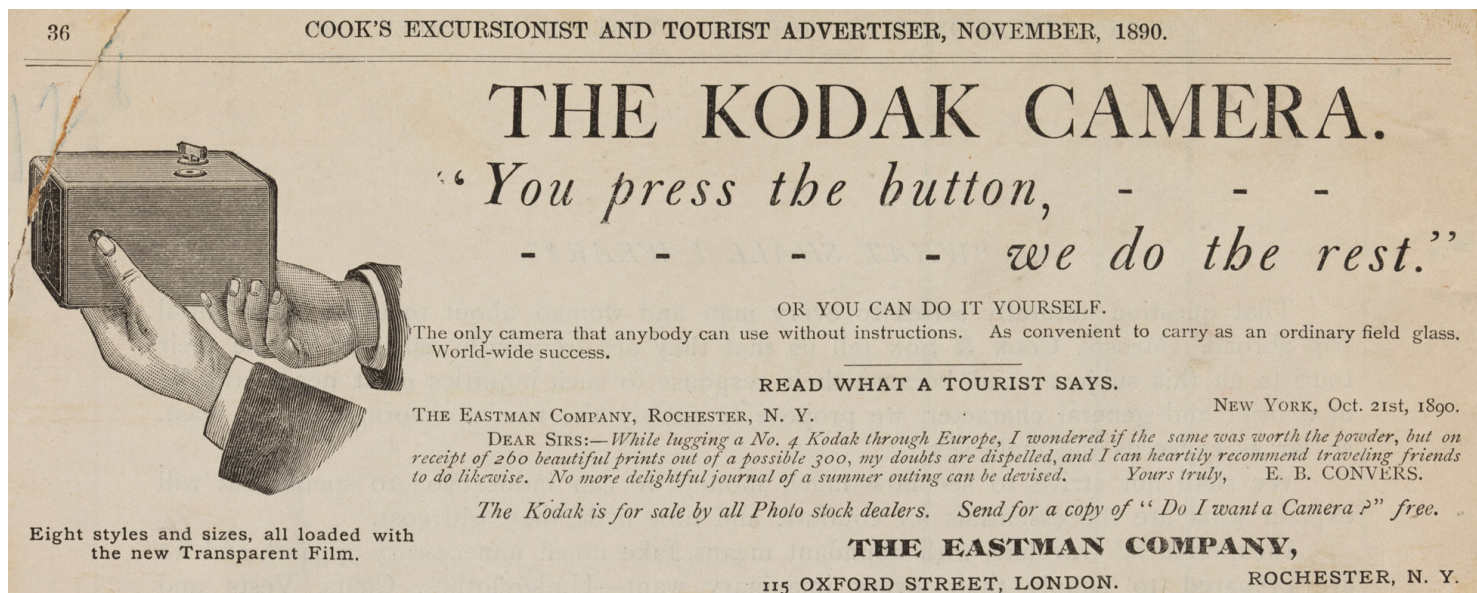 36
COOK'S EXCURSIONIST AND TOURIST ADVERTISER, NOVEMBER, 1890.
THE KODAK CAMERA.
"You press the button, - - -
- - - - we do the rest."
OR YOU CAN DO IT YOURSELF.
The only camera that anybody can use without instructions. As convenient to carry as an ordinary field glass.
World-wide success.
READ WHAT A TOURIST SAYS.
NEW YORK, Oct. 21st, 1890.
THE EASTMAN COMPANY, ROCHESTER, N. Y.
DEAR SIRS:—While lugging a No. 4 Kodak through Europe, I wondered if the same was worth the powder, but on
receipt of 260 beautiful prints out of a possible 300, my doubts are dispelled, and I can heartily recommend traveling friends
to do likewise. No more delightful journal of a summer outing can be devised. Yours truly, E. B. CONVERS.
The Kodak is for sale by all Photo stock dealers. Send for a copy of "Do I want a Camera?" free.
Eight styles and sizes, all loaded with
the new Transparent Film.
THE EASTMAN COMPANY,
115 OXFORD STREET, LONDON. ROCHESTER, N. Y.